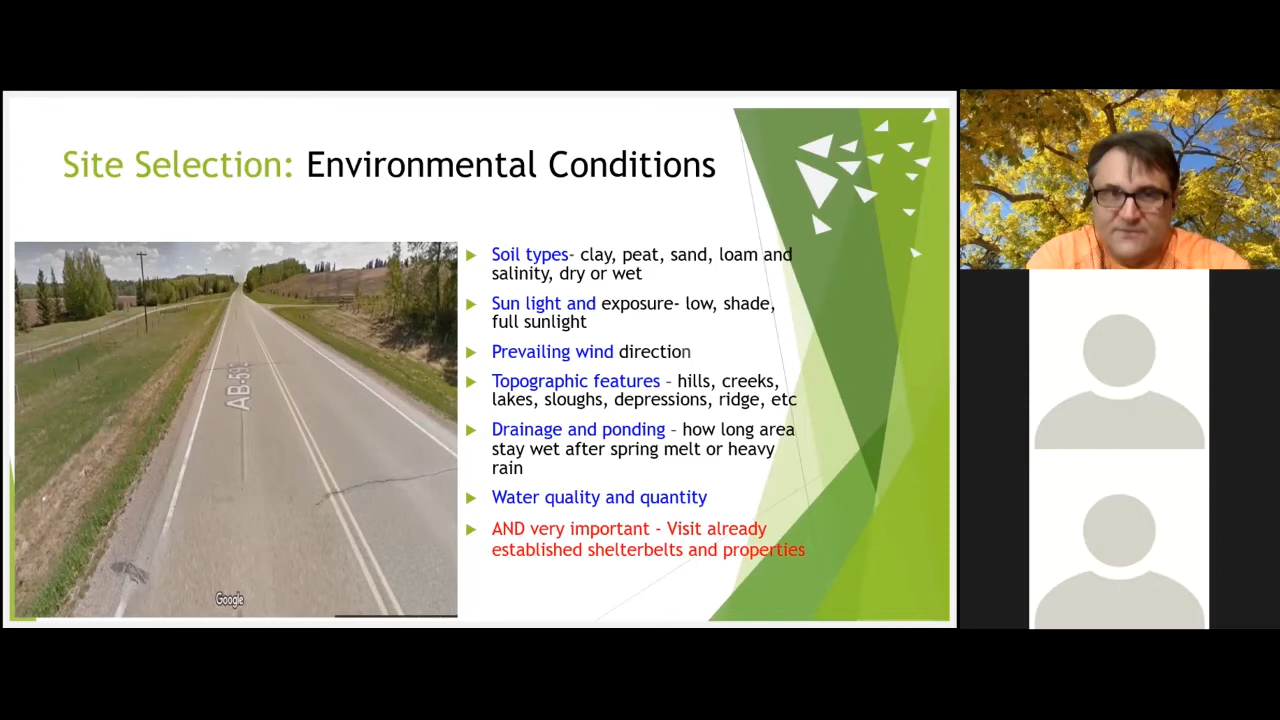 Site Selection: Environmental Conditions
Soil types- clay, peat, sand, loam and
salinity, dry or wet
Sun light and exposure- low, shade,
full sunlight
Prevailing wind direction
Topographic features – hills, creeks,
lakes, sloughs, depressions, ridge, etc
Drainage and ponding – how long area
stay wet after spring melt or heavy
rain
Water quality and quantity
AND very important - Visit already
established shelterbelts and properties
AB-592
Google